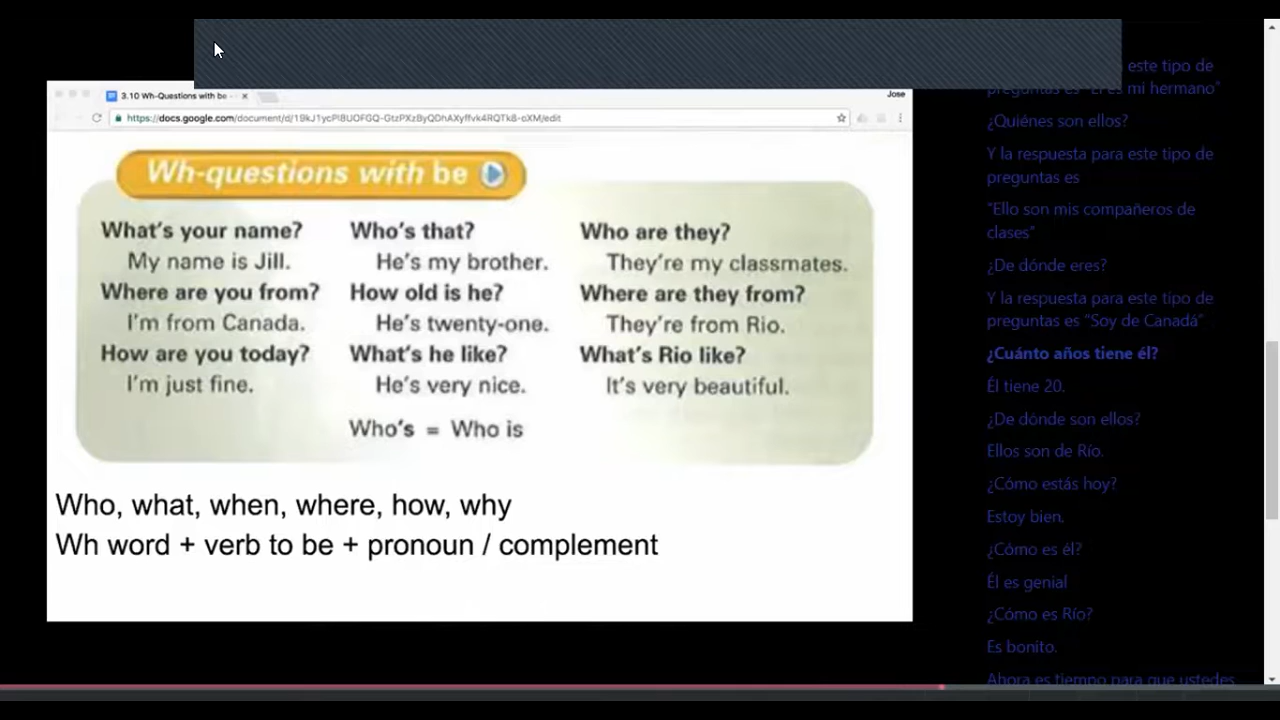 3.10 Wh-Questions with be -
Jose
https://docs.google.com/document/d/19kJ1ycPl8UOFGQ-GtzPXzByQDhAXyffvk4RQTk8-oXM/edit
Wh-questions with be
What's your name?
My name is Jill.
Where are you from?
I'm from Canada.
How are you today?
I'm just fine.
Who's that?
He's my brother.
How old is he?
He's twenty-one.
What's he like?
He's very nice.
Who's = Who is
Who are they?
They're my classmates.
Where are they from?
They're from Rio.
What's Rio like?
It's very beautiful.
Who, what, when, where, how, why
Wh word + verb to be + pronoun / complement
este tipo de
preguntas es "Él es mi hermano"
¿Quiénes son ellos?
Y la respuesta para este tipo de
preguntas es
"Ello son mis compañeros de
clases"
¿De dónde eres?
Y la respuesta para este tipo de
preguntas es "Soy de Canadá"
¿Cuánto años tiene él?
Él tiene 20.
¿De dónde son ellos?
Ellos son de Río.
¿Cómo estás hoy?
Estoy bien.
¿Cómo es él?
Él es genial
¿Cómo es Río?
Es bonito.
Ahora es tiempo para que ustedes